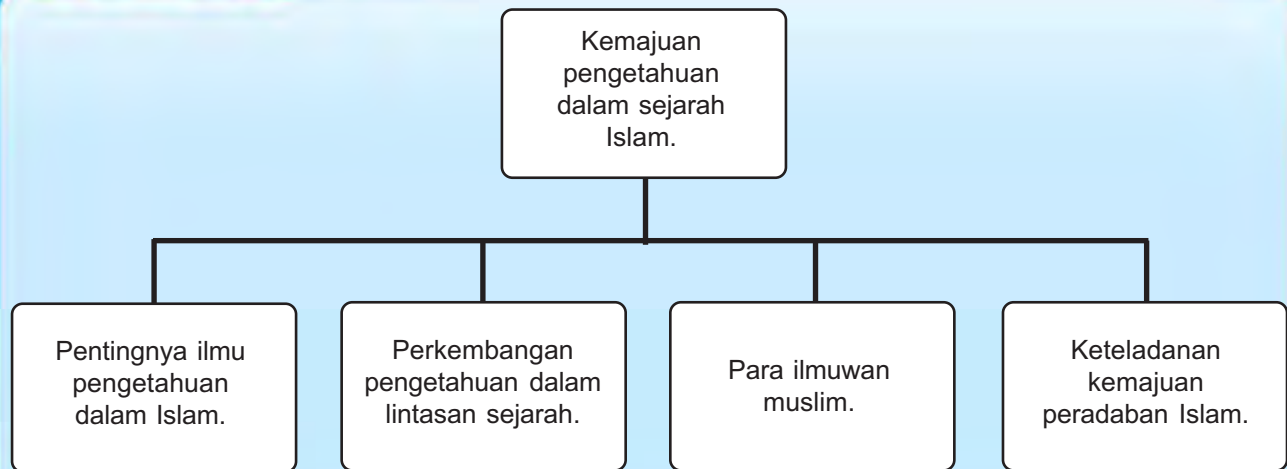 Kemajuan
pengetahuan
dalam sejarah
Islam.
Pentingnya ilmu
pengetahuan
dalam Islam.
Perkembangan
pengetahuan dalam
lintasan sejarah.
Para ilmuwan
muslim.
Keteladanan
kemajuan
peradaban Islam.